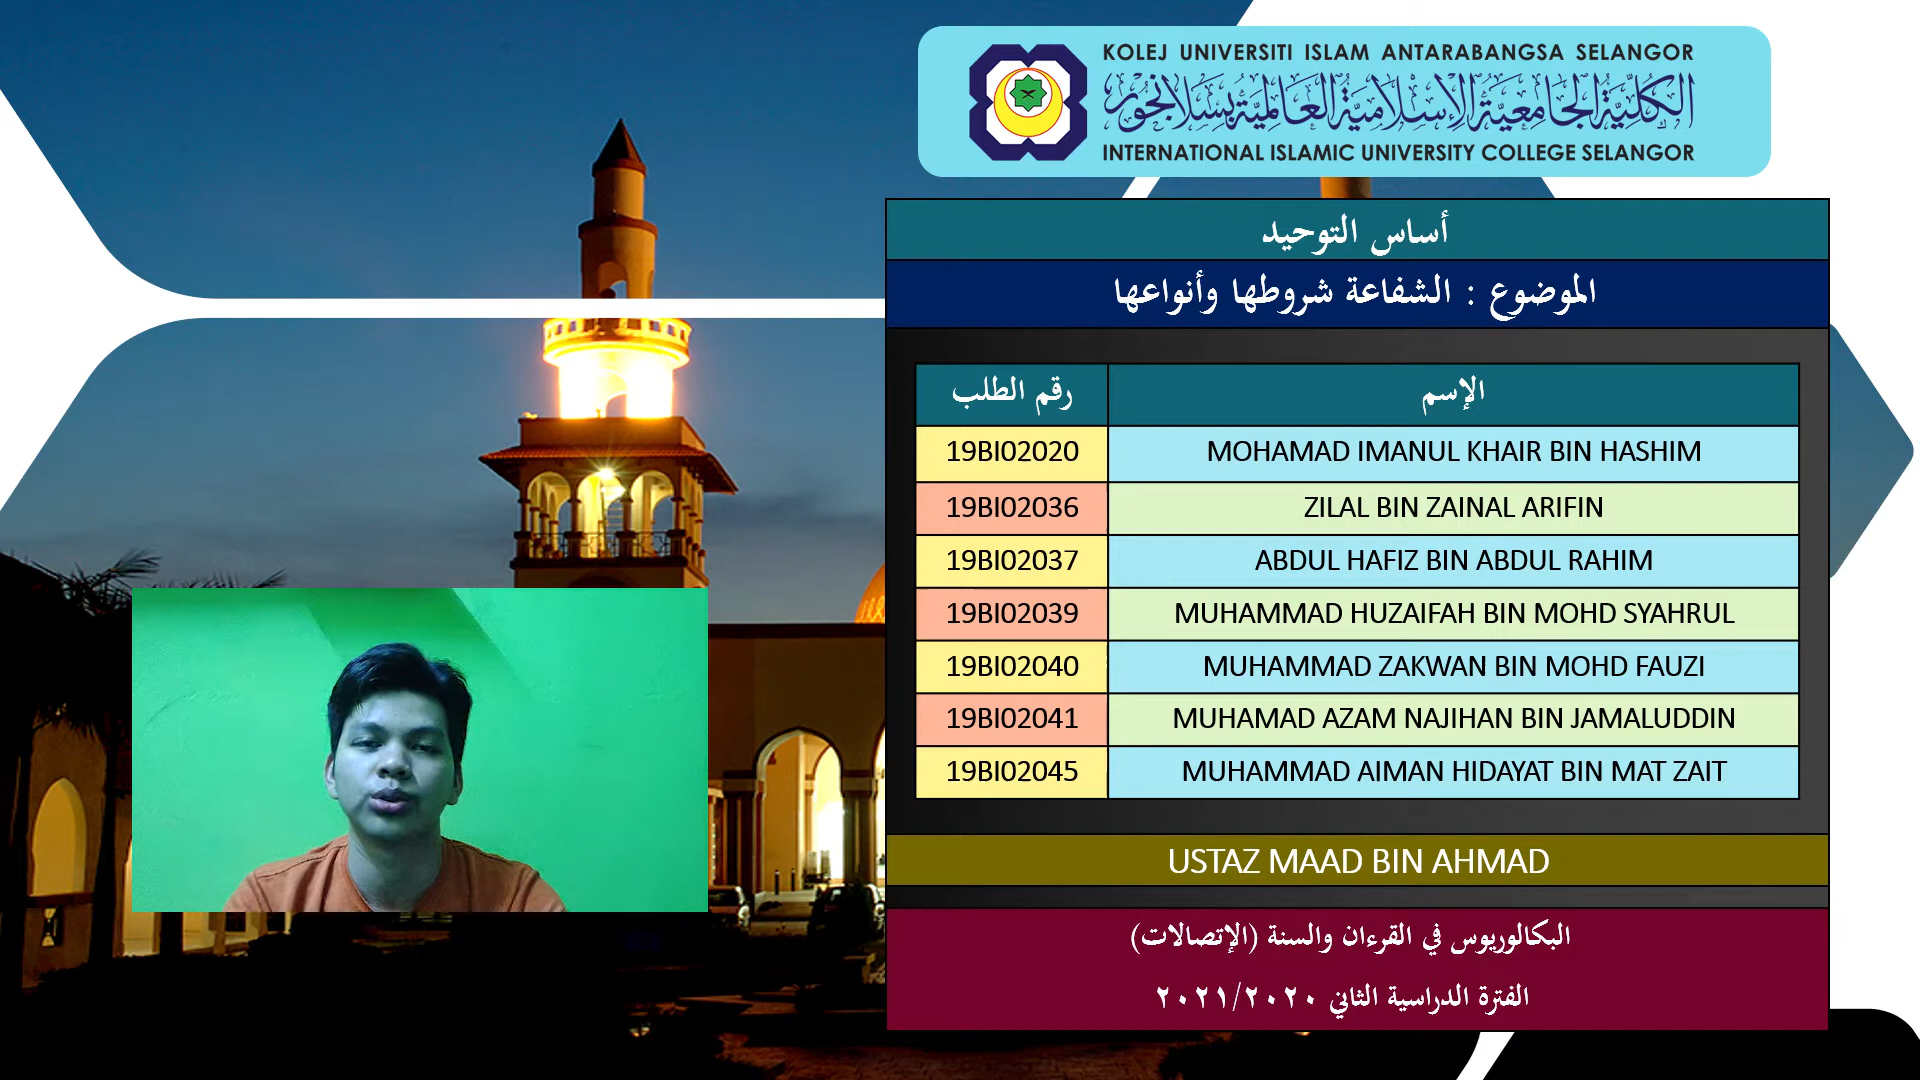 KOLEJ UNIVERSITI ISLAM ANTARABANGSA SELANGOR
الكليّة الجامعيّة الإسلاميّة العالميّة بسلانجور
INTERNATIONAL ISLAMIC UNIVERSITY COLLEGE SELANGOR
أساس التوحيد
الموضوع : الشفاعة شروطها وأنواعها
رقم الطلب الإسم
19BI02020 MOHAMAD IMANUL KHAIR BIN HASHIM
19BI02036 ZILAL BIN ZAINAL ARIFIN
19BI02037 ABDUL HAFIZ BIN ABDUL RAHIM
19BI02039 MUHAMMAD HUZAIFAH BIN MOHD SYAHRUL
19BI02040 MUHAMMAD ZAKWAN BIN MOHD FAUZI
19BI02041 MUHAMAD AZAM NAJIHAN BIN JAMALUDDIN
19BI02045 MUHAMMAD AIMAN HIDAYAT BIN MAT ZAIT
USTAZ MAAD BIN AHMAD
البكالوريوس في القرءان والسنة (الإتصالات)
الفترة الدراسية الثاني ٢٠٢١/٢٠٢٠